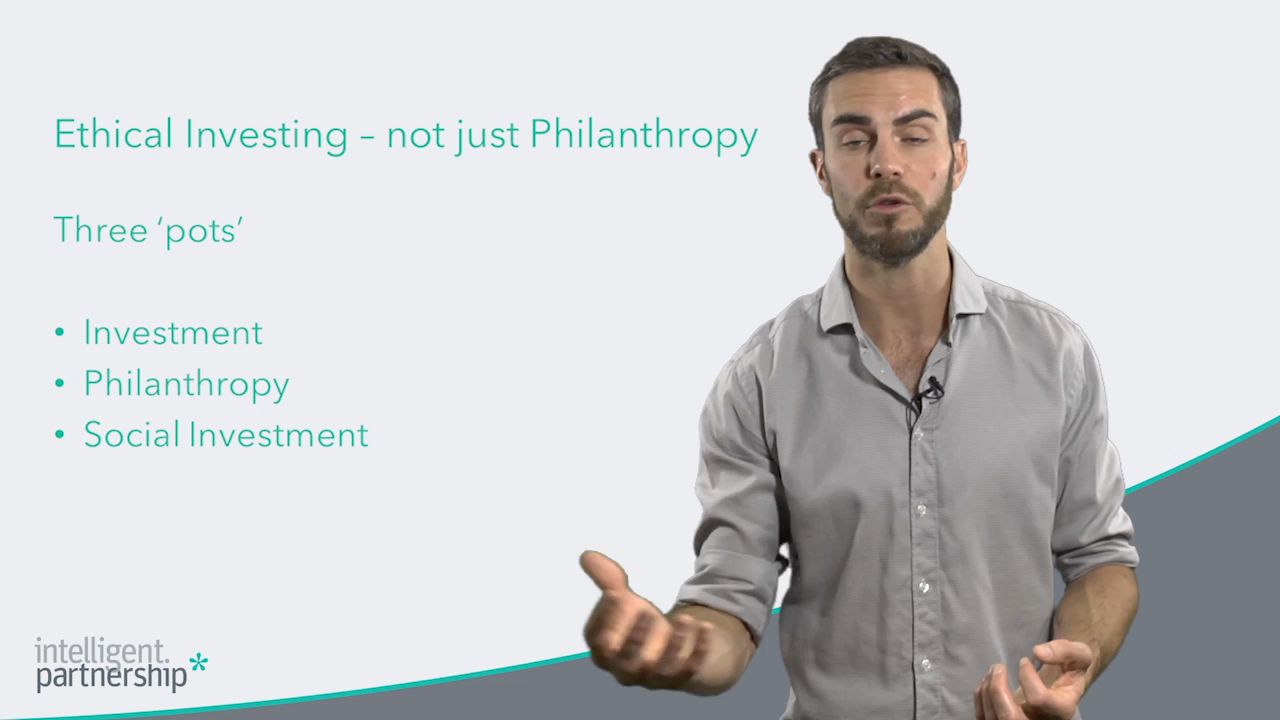 Ethical Investing – not just Philanthropy
Three ‘pots’
• Investment
• Philanthropy
• Social Investment
intelligent.
partnership*